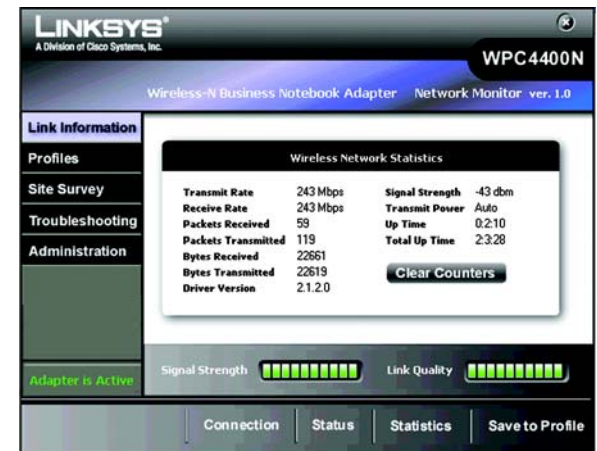 LINKSYS®
A Division of Cisco Systems, Inc.
WPC4400N
Wireless-N Business Notebook Adapter Network Monitor ver. 1.0
Link Information
Profiles
Site Survey
Troubleshooting
Administration
Adapter is Active
Wireless Network Statistics
Transmit Rate 243 Mbps
Receive Rate 243 Mbps
Packets Received 59
Packets Transmitted 119
Bytes Received 22661
Bytes Transmitted 22619
Driver Version 2.1.2.0
Signal Strength -43 dbm
Transmit Power Auto
Up Time 0:2:10
Total Up Time 2:3:28
Clear Counters
Signal Strength
Link Quality
Connection
Status
Statistics
Save to Profile